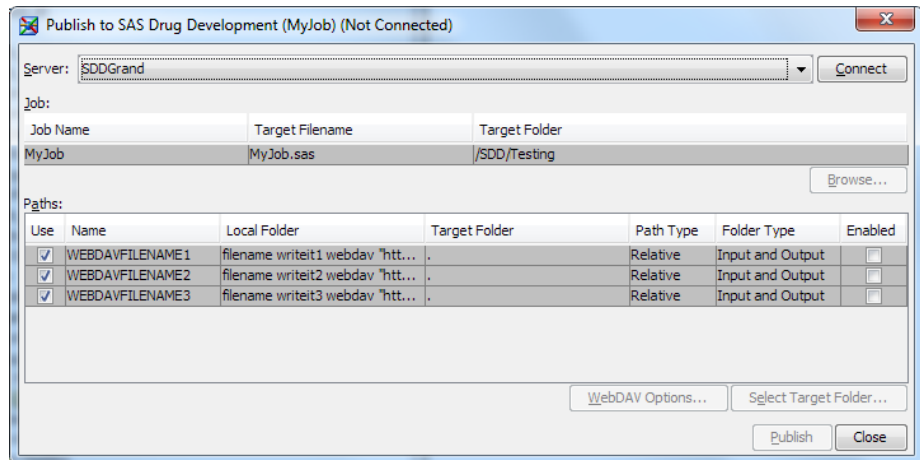 Publish to SAS Drug Development (MyJob) (Not Connected)
Server: SDDGrand Connect
Job:
Job Name Target Filename Target Folder
MyJob MyJob.sas /SDD/Testing
Browse...
Paths:
Use Name Local Folder Target Folder Path Type Folder Type Enabled
WEBDAVFILENAME1 filename writeit1 webdav "htt... . Relative Input and Output
WEBDAVFILENAME2 filename writeit2 webdav "htt... . Relative Input and Output
WEBDAVFILENAME3 filename writeit3 webdav "htt... . Relative Input and Output
WebDAV Options... Select Target Folder...
Publish Close